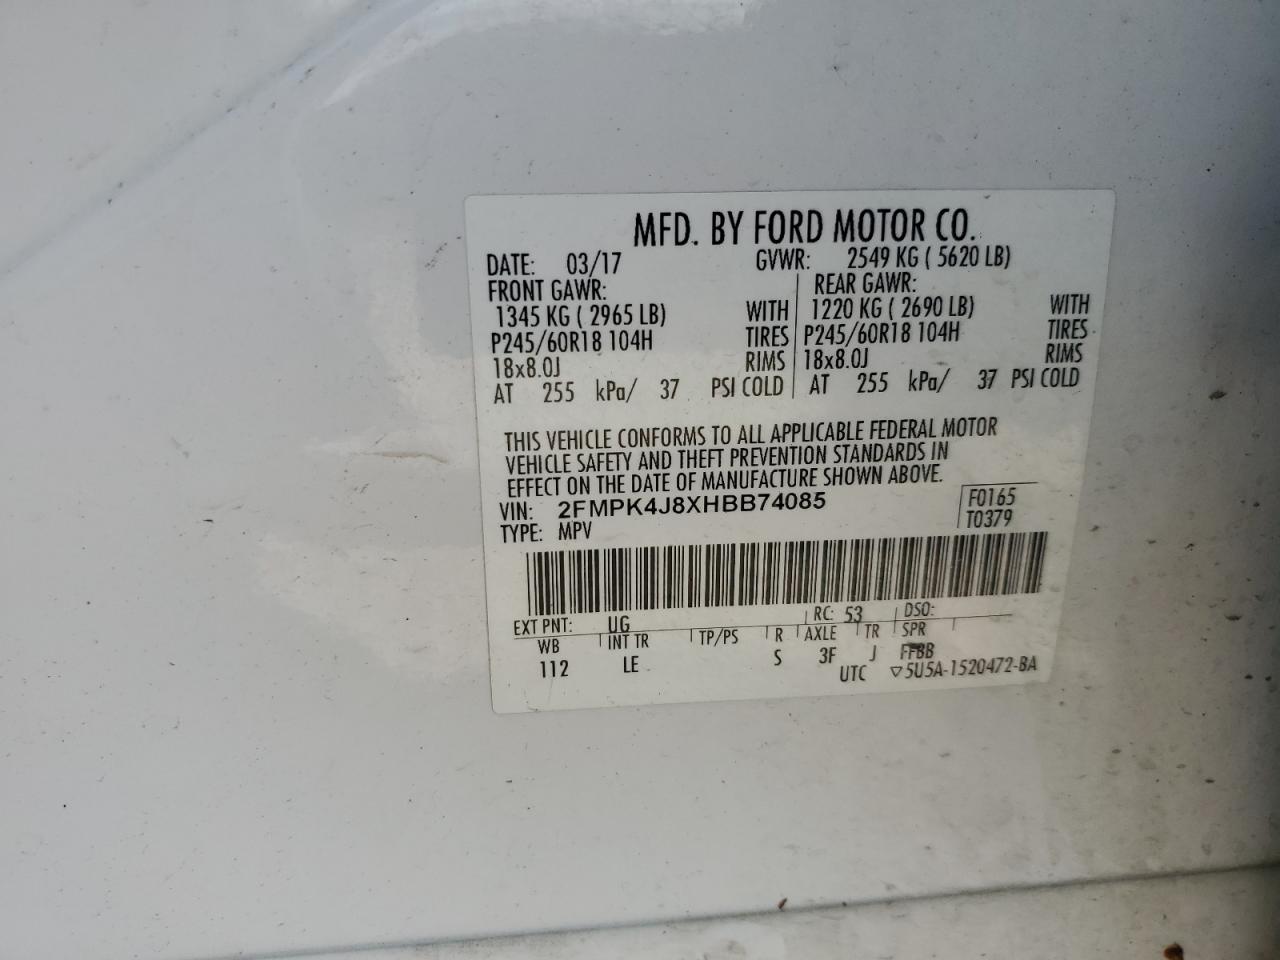 MFD. BY FORD MOTOR CO.
DATE: 03/17 GVWR: 2549 KG ( 5620 LB)
FRONT GAWR: REAR GAWR:
1345 KG ( 2965 LB) WITH 1220 KG ( 2690 LB) WITH
P245/60R18 104H TIRES P245/60R18 104H TIRES
18x8.0J RIMS 18x8.0J RIMS
AT 255 kPa/ 37 PSI COLD AT 255 kPa/ 37 PSI COLD
THIS VEHICLE CONFORMS TO ALL APPLICABLE FEDERAL MOTOR
VEHICLE SAFETY AND THEFT PREVENTION STANDARDS IN
EFFECT ON THE DATE OF MANUFACTURE SHOWN ABOVE.
VIN: 2FMPK4J8XHBB74085 F0165
TYPE: MPV T0379
EXT PNT: UG RC: 53 DSO:
WB INT TR TP/PS R AXLE TR SPR
112 LE S 3F J FFBB
UTC ▽5U5A-1520472-BA